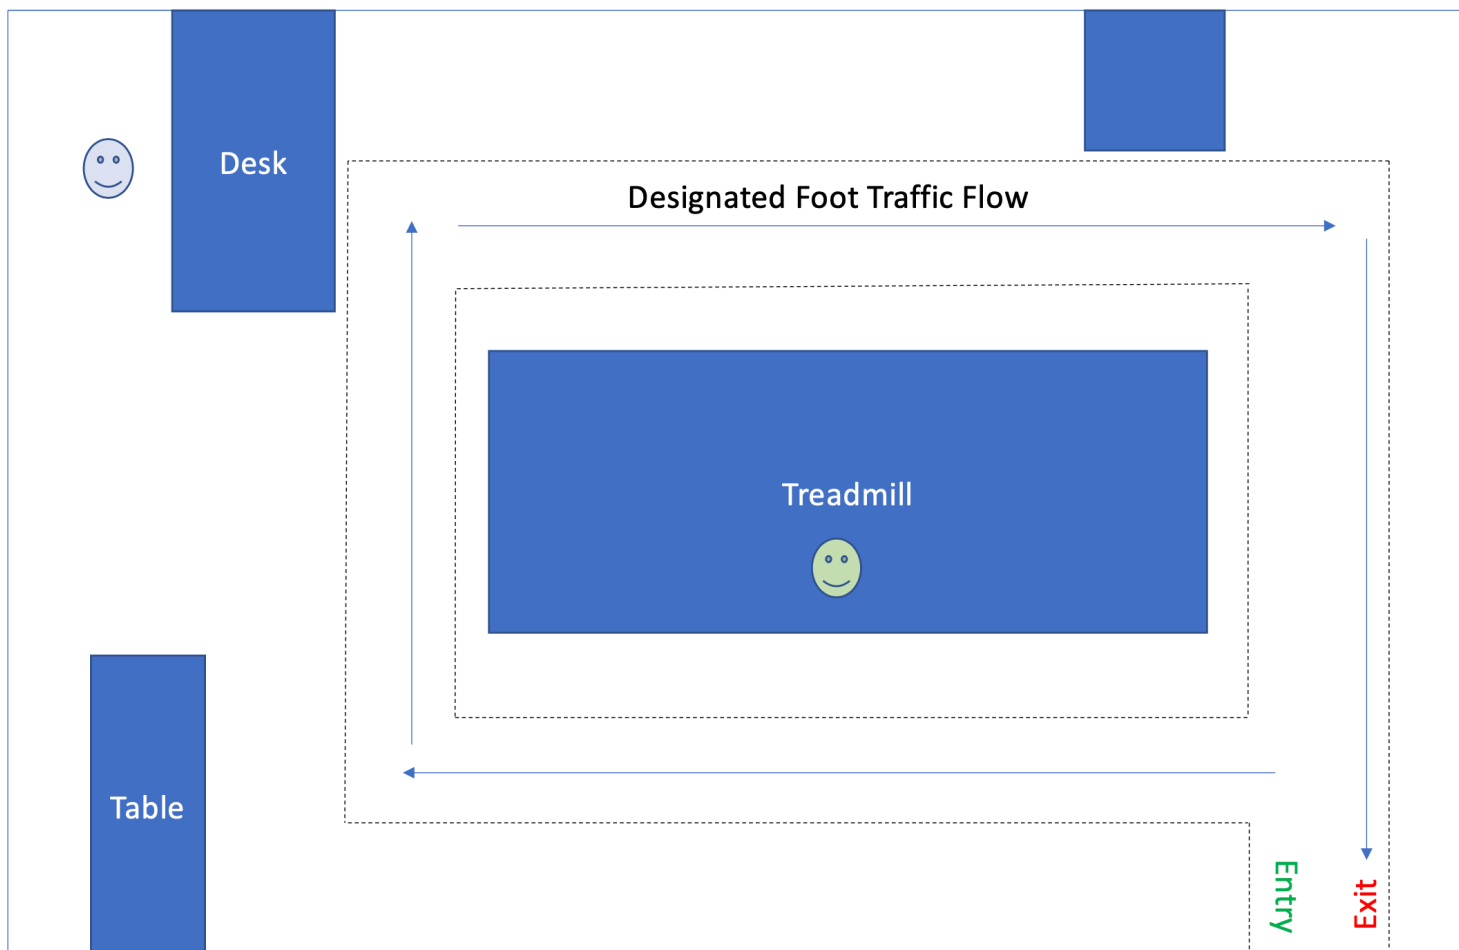 Desk
Designated Foot Traffic Flow
Treadmill
Table
Entry
Exit